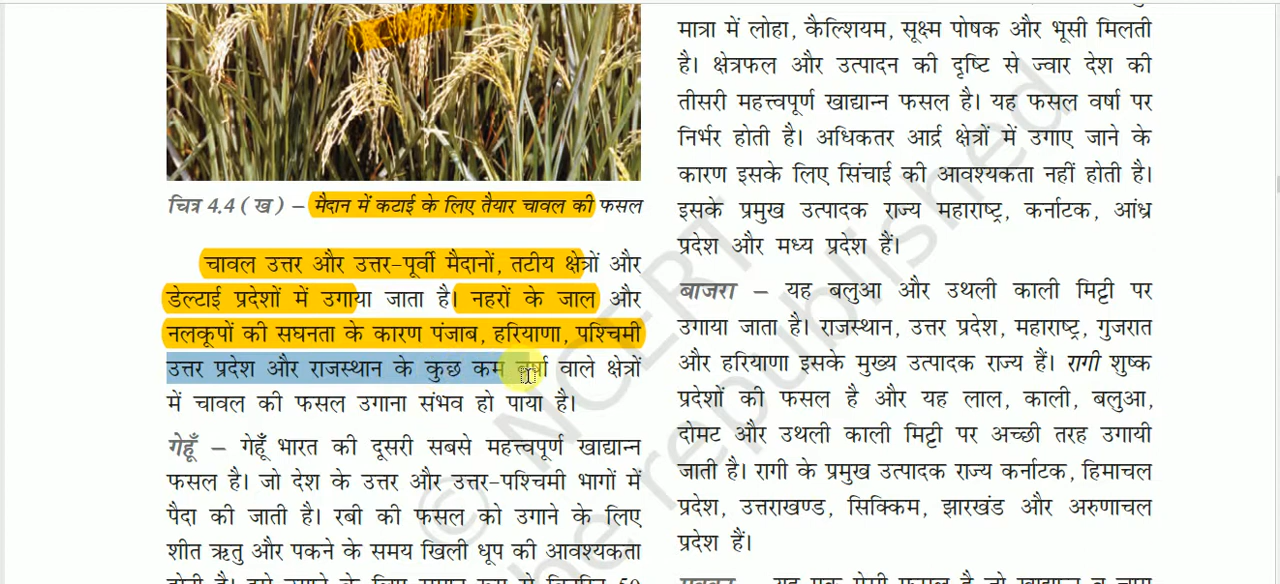 चित्र 4.4 ( ख ) – मैदान में कटाई के लिए तैयार चावल की फसल
चावल उत्तर और उत्तर-पूर्वी मैदानों, तटीय क्षेत्रों और
डेल्टाई प्रदेशों में उगाया जाता है। नहरों के जाल और
नलकूपों की सघनता के कारण पंजाब, हरियाणा, पश्चिमी
उत्तर प्रदेश और राजस्थान के कुछ कम वर्षा वाले क्षेत्रों
में चावल की फसल उगाना संभव हो पाया है।
गेहूँ – गेहूँ भारत की दूसरी सबसे महत्त्वपूर्ण खाद्यान्न
फसल है। जो देश के उत्तर और उत्तर-पश्चिमी भागों में
पैदा की जाती है। रबी की फसल को उगाने के लिए
शीत ऋतु और पकने के समय खिली धूप की आवश्यकता
मात्रा में लोहा, कैल्शियम, सूक्ष्म पोषक और भूसी मिलती
है। क्षेत्रफल और उत्पादन की दृष्टि से ज्वार देश की
तीसरी महत्त्वपूर्ण खाद्यान्न फसल है। यह फसल वर्षा पर
निर्भर होती है। अधिकतर आर्द्र क्षेत्रों में उगाए जाने के
कारण इसके लिए सिंचाई की आवश्यकता नहीं होती है।
इसके प्रमुख उत्पादक राज्य महाराष्ट्र, कर्नाटक, आंध्र
प्रदेश और मध्य प्रदेश हैं।
बाजरा – यह बलुआ और उथली काली मिट्टी पर
उगाया जाता है। राजस्थान, उत्तर प्रदेश, महाराष्ट्र, गुजरात
और हरियाणा इसके मुख्य उत्पादक राज्य हैं। रागी शुष्क
प्रदेशों की फसल है और यह लाल, काली, बलुआ,
दोमट और उथली काली मिट्टी पर अच्छी तरह उगायी
जाती है। रागी के प्रमुख उत्पादक राज्य कर्नाटक, हिमाचल
प्रदेश, उत्तराखण्ड, सिक्किम, झारखंड और अरुणाचल
प्रदेश हैं।
© NCERT
be republished